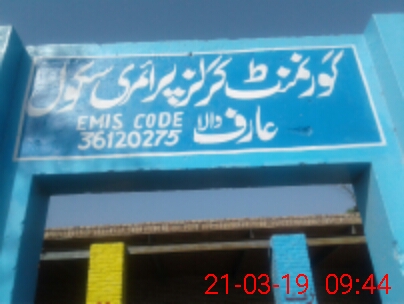 گورنمنٹ گرلز پرائمری سکول
عارف والا
EMIS CODE
36120275
21-03-19 09:44